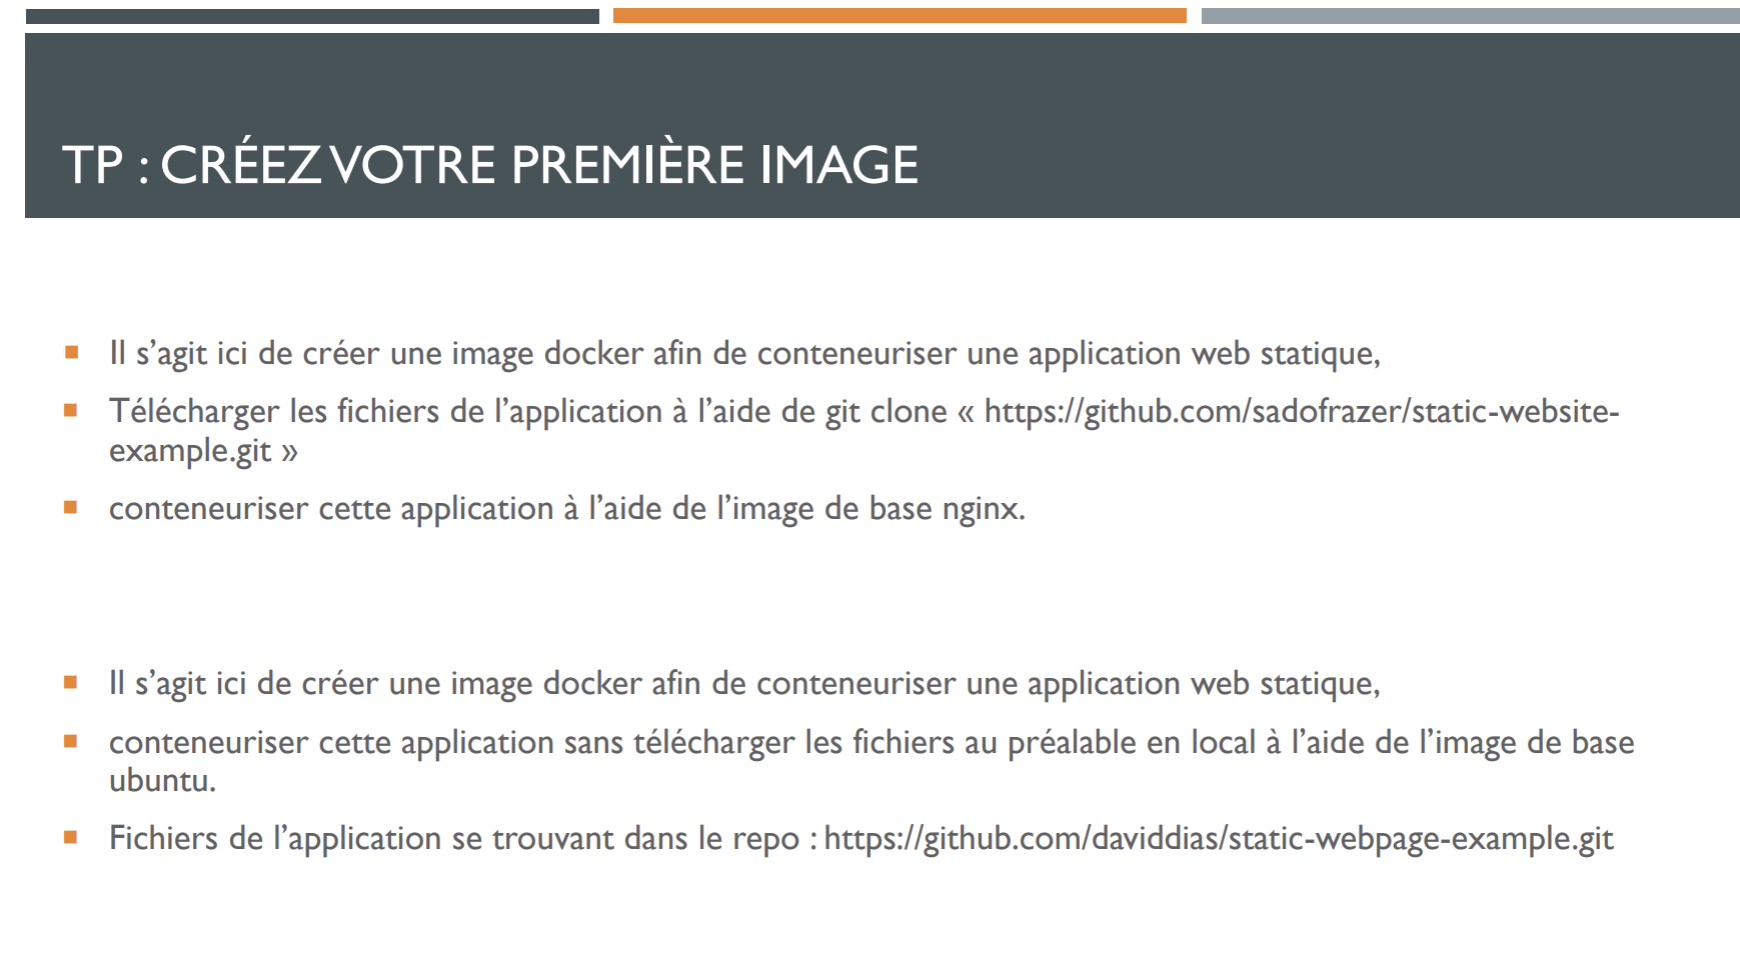 TP : CRÉEZ VOTRE PREMIÈRE IMAGE
Il s’agit ici de créer une image docker afin de conteneuriser une application web statique,
Télécharger les fichiers de l’application à l’aide de git clone « https://github.com/sadofrazer/static-website-
example.git »
conteneuriser cette application à l’aide de l’image de base nginx.
Il s’agit ici de créer une image docker afin de conteneuriser une application web statique,
conteneuriser cette application sans télécharger les fichiers au préalable en local à l’aide de l’image de base
ubuntu.
Fichiers de l’application se trouvant dans le repo : https://github.com/daviddias/static-webpage-example.git